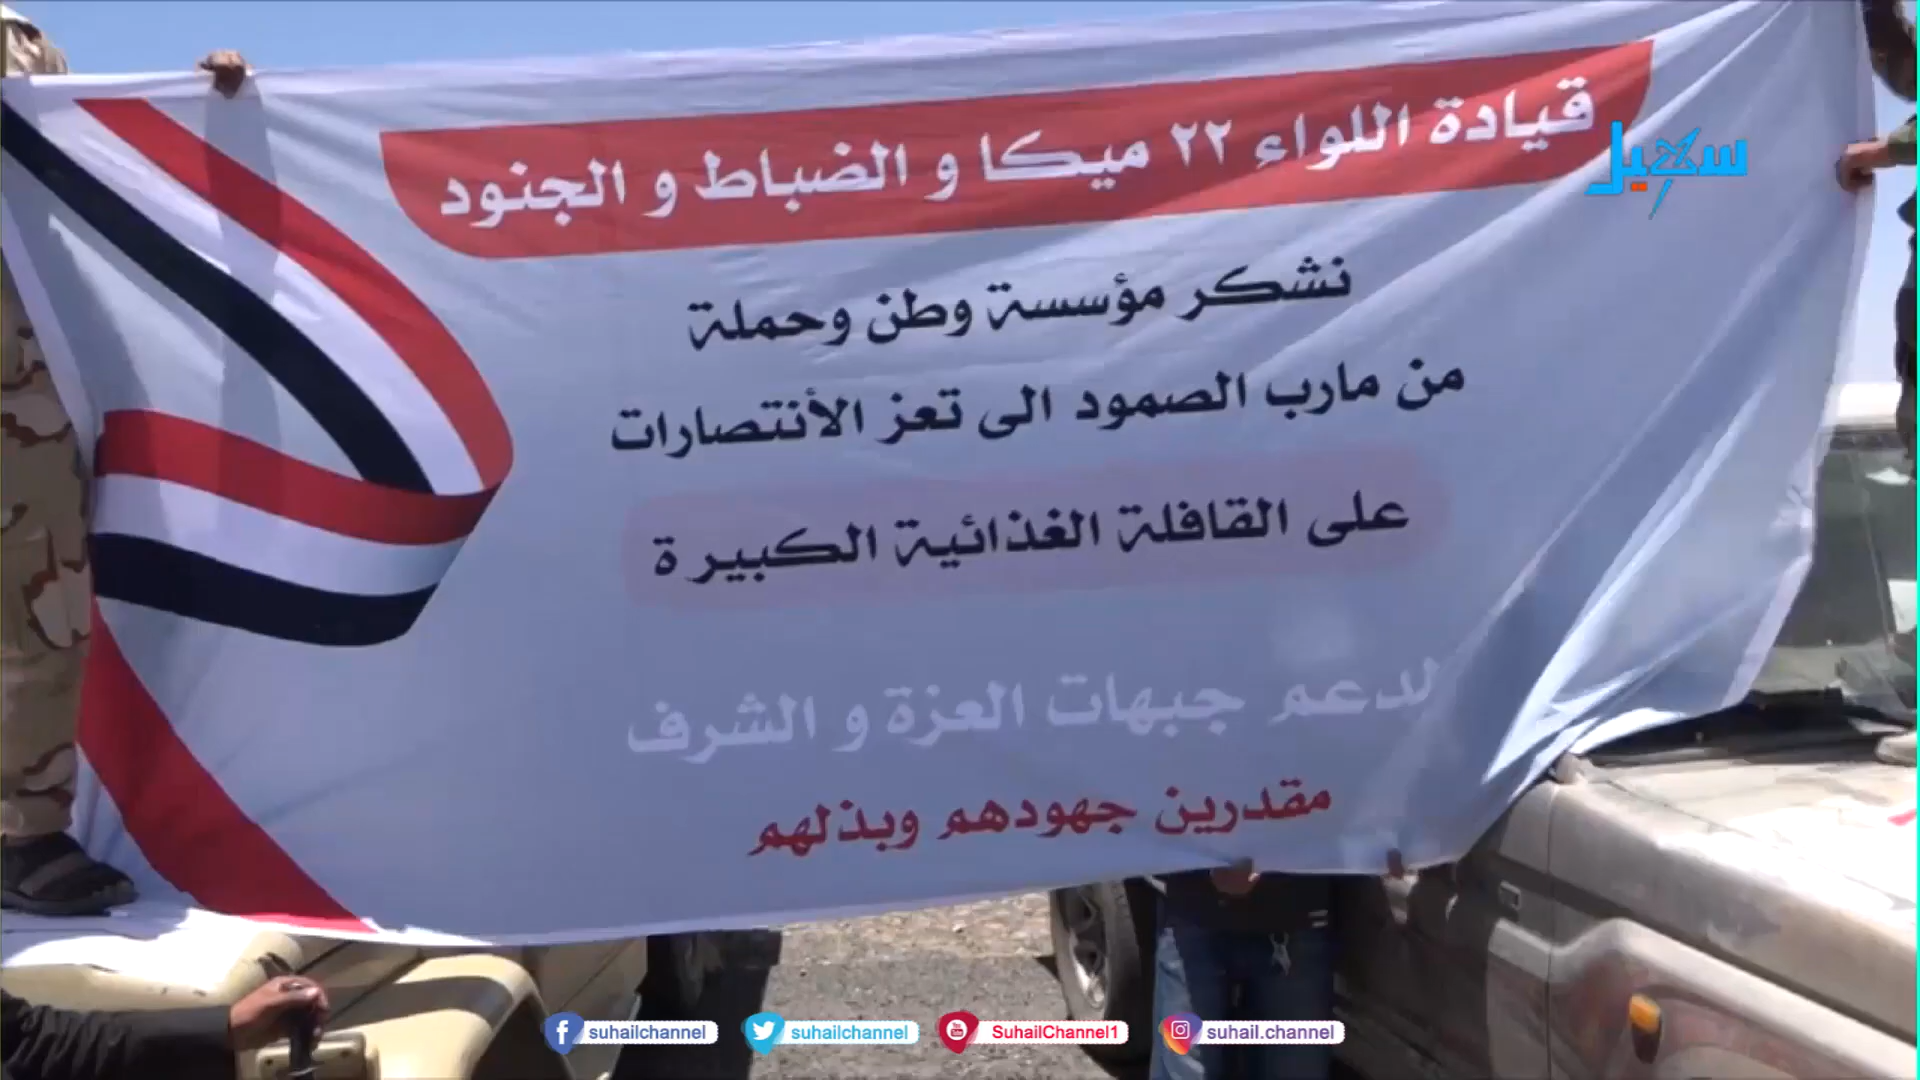 قيادة اللواء ٢٢ ميكا و الضباط و الجنود
سهيل
نشكر مؤسسة وطن وحملة
من مارب الصمود الى تعز الأنتصارات
على القافلة الغذائية الكبيرة
لدعم جبهات العزة و الشرف
مقدرين جهودهم وبذلهم
suhailchannel
suhailchannel
SuhailChannel1
suhail.channel